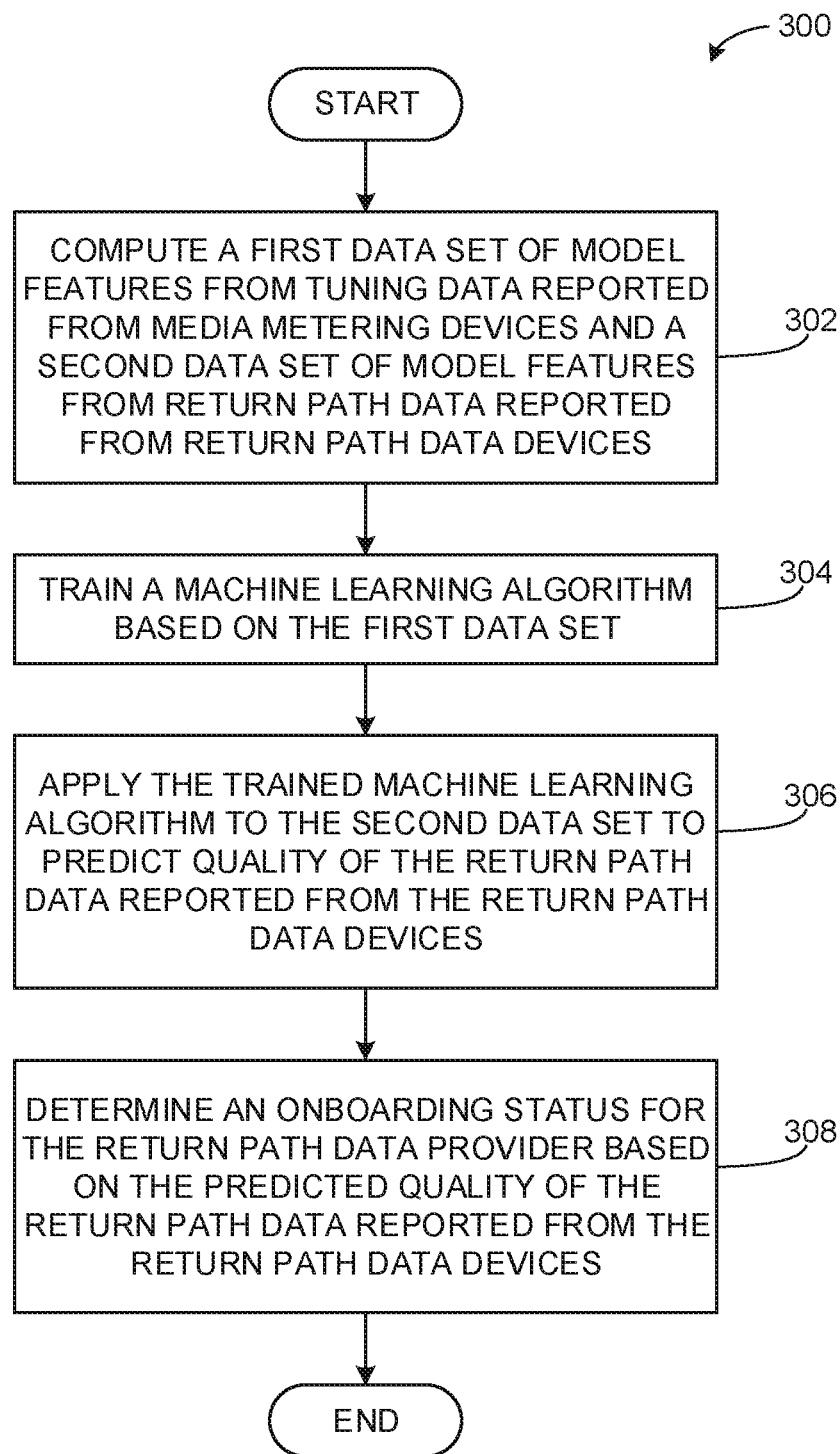 300
START
COMPUTE A FIRST DATA SET OF MODEL
FEATURES FROM TUNING DATA REPORTED
FROM MEDIA METERING DEVICES AND A
SECOND DATA SET OF MODEL FEATURES
FROM RETURN PATH DATA REPORTED
FROM RETURN PATH DATA DEVICES
302
TRAIN A MACHINE LEARNING ALGORITHM
BASED ON THE FIRST DATA SET
304
APPLY THE TRAINED MACHINE LEARNING
ALGORITHM TO THE SECOND DATA SET TO
PREDICT QUALITY OF THE RETURN PATH
DATA REPORTED FROM THE RETURN PATH
DATA DEVICES
306
DETERMINE AN ONBOARDING STATUS FOR
THE RETURN PATH DATA PROVIDER BASED
ON THE PREDICTED QUALITY OF THE
RETURN PATH DATA REPORTED FROM THE
RETURN PATH DATA DEVICES
308
END